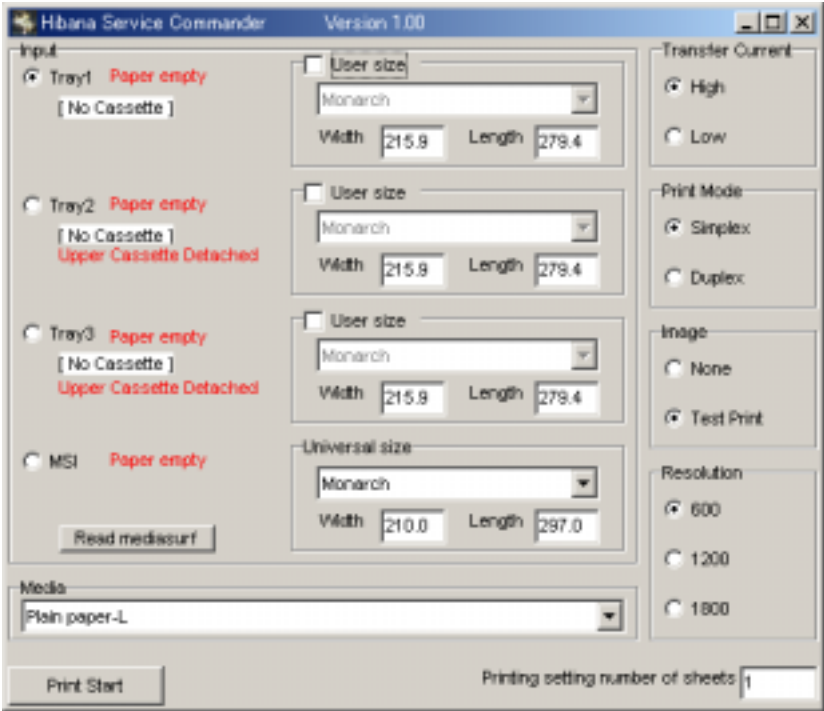 Hibana Service Commander Version 1.00
Input
Tray1 Paper empty
[ No Cassette ]
User size
Monarch
Width 215.9 Length 279.4
Tray2 Paper empty
[ No Cassette ]
Upper Cassette Detached
User size
Monarch
Width 215.9 Length 279.4
Tray3 Paper empty
[ No Cassette ]
Upper Cassette Detached
User size
Monarch
Width 215.9 Length 279.4
MSI Paper empty
Read mediasurf
Universal size
Monarch
Width 210.0 Length 297.0
Media
Plain paper-L
Transfer Current
High
Low
Print Mode
Simplex
Duplex
Image
None
Test Print
Resolution
600
1200
1800
Print Start
Printing setting number of sheets 1